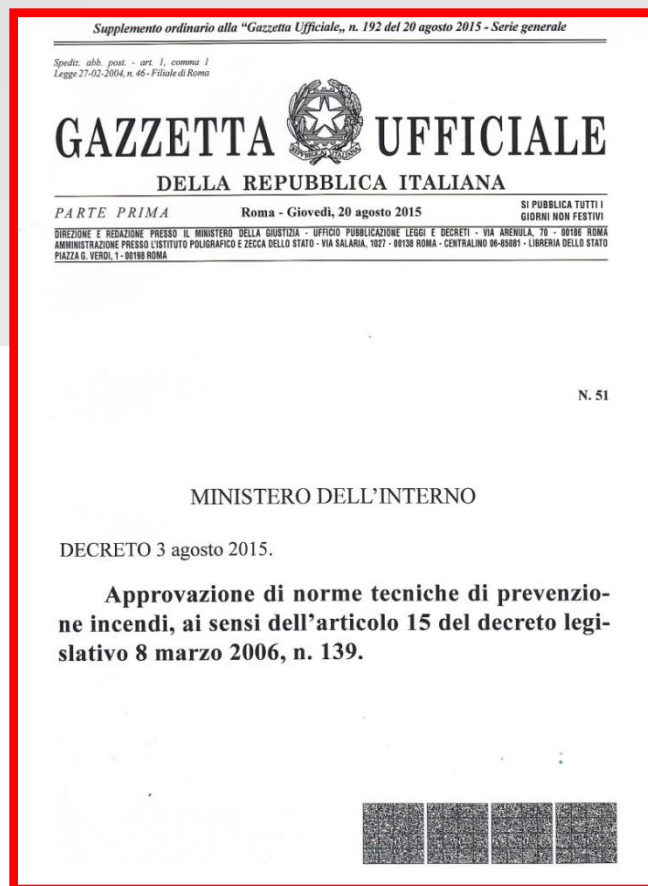 Supplemento ordinario alla "Gazzetta Ufficiale„ n. 192 del 20 agosto 2015 - Serie generale
Spediz. abb. post. - art. 1, comma 1
Legge 27-02-2004, n. 46 - Filiale di Roma
GAZZETTA UFFICIALE
REPVBBLICA ITALIANA
DELLA REPUBBLICA ITALIANA
PARTE PRIMA
Roma - Giovedì, 20 agosto 2015
SI PUBBLICA TUTTI I
GIORNI NON FESTIVI
DIREZIONE E REDAZIONE PRESSO IL MINISTERO DELLA GIUSTIZIA - UFFICIO PUBBLICAZIONE LEGGI E DECRETI - VIA ARENULA, 70 - 00186 ROMA
AMMINISTRAZIONE PRESSO L'ISTITUTO POLIGRAFICO E ZECCA DELLO STATO - VIA SALARIA, 1027 - 00138 ROMA - CENTRALINO 06-85081 - LIBRERIA DELLO STATO
PIAZZA G. VERDI, 1 - 00198 ROMA
N. 51
MINISTERO DELL'INTERNO
DECRETO 3 agosto 2015.
Approvazione di norme tecniche di prevenzio-
ne incendi, ai sensi dell'articolo 15 del decreto legi-
slativo 8 marzo 2006, n. 139.